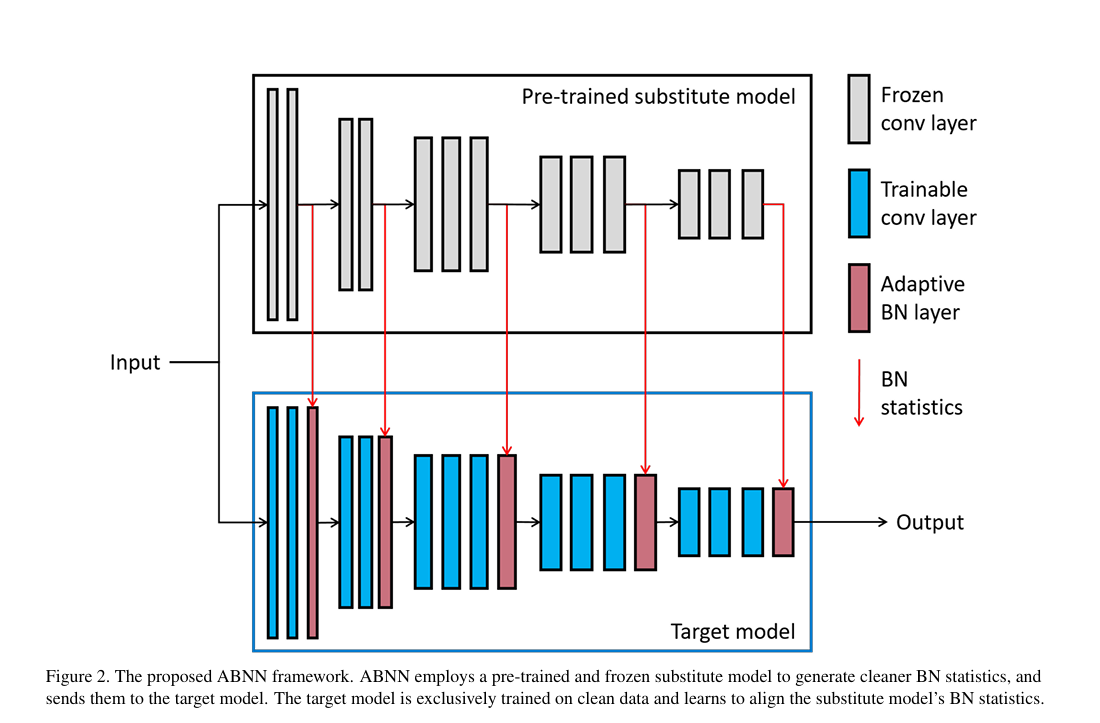 Pre-trained substitute model
Frozen
conv layer
Trainable
conv layer
Adaptive
BN layer
BN
statistics
Input
Output
Target model
Figure 2. The proposed ABNN framework. ABNN employs a pre-trained and frozen substitute model to generate cleaner BN statistics, and
sends them to the target model. The target model is exclusively trained on clean data and learns to align the substitute model’s BN statistics.